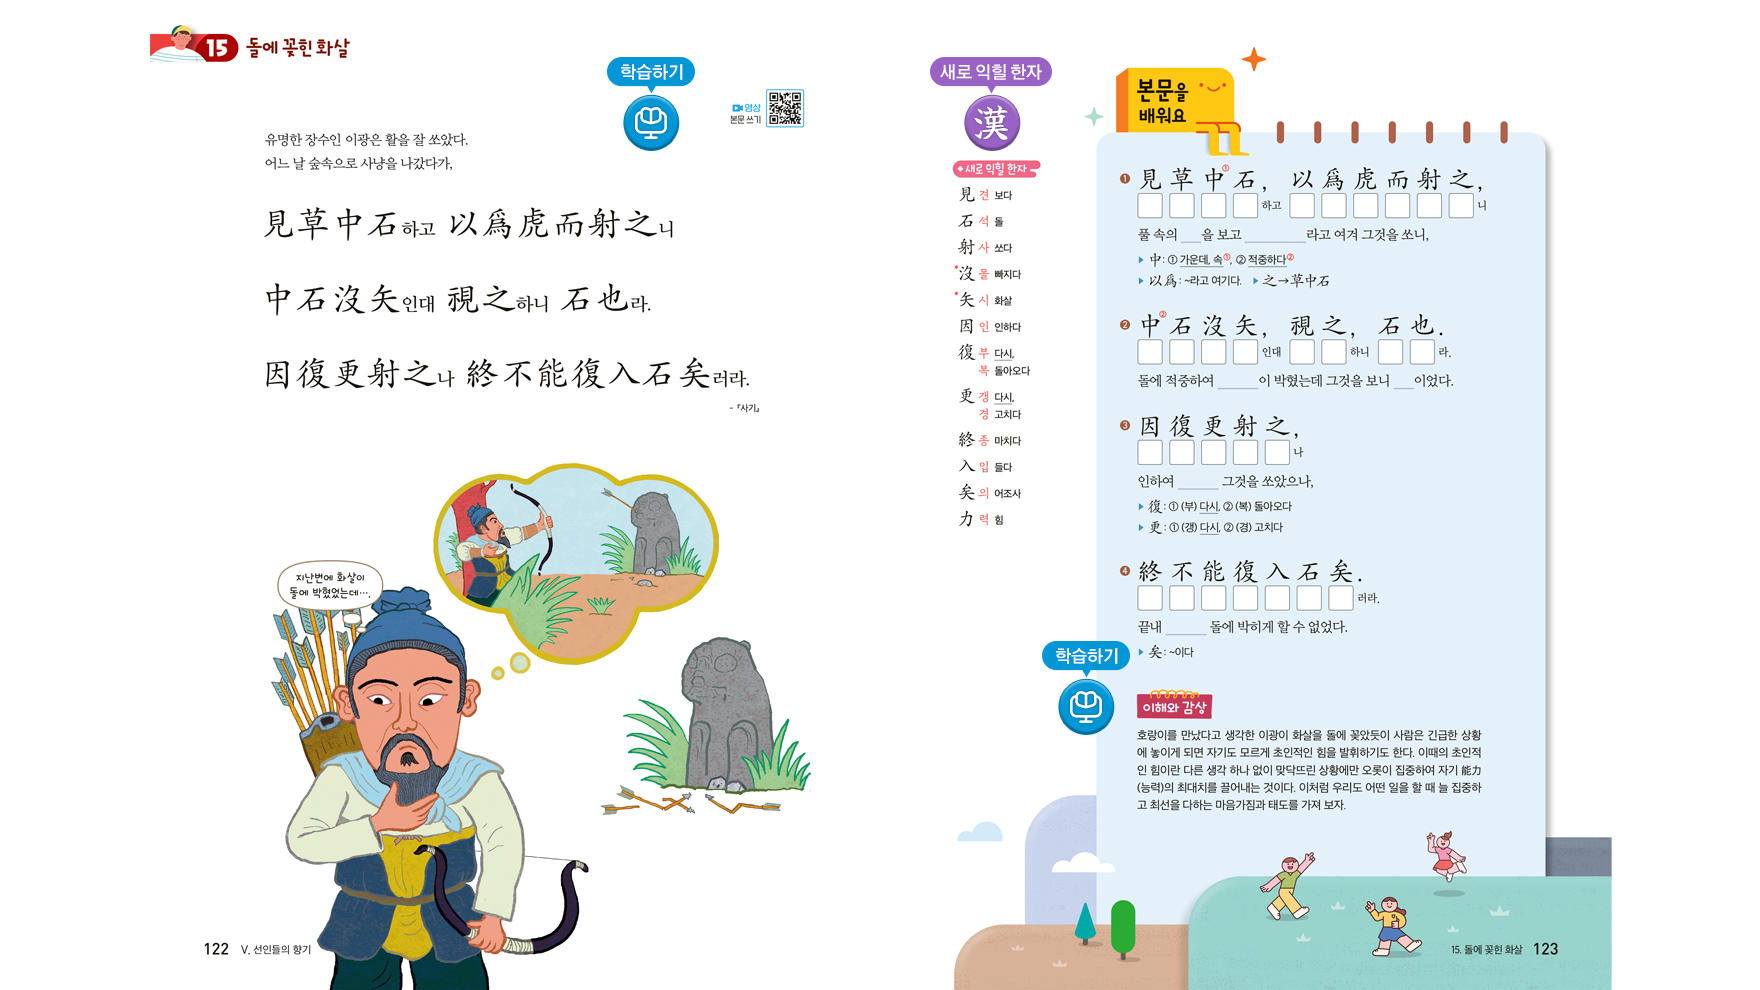 15 돌에 꽂힌 화살
학습하기
영상
본문 쓰기
유명한 장수인 이광은 활을 잘 쏘았다.
어느 날 숲속으로 사냥을 나갔다가,
見草中石하고 以爲虎而射之니
中石沒矢인대 視之하니 石也라.
因復更射之나 終不能復入石矣러라.
- 『사기』
지난번에 화살이
돌에 박혔었는데….
122 Ⅴ. 선인들의 향기
새로 익힐 한자
漢
새로 익힐 한자
見 견 보다
石 석 돌
射 사 쏘다
*沒 몰 빠지다
*矢 시 화살
因 인 인하다
復 부 다시,
복 돌아오다
更 갱 다시,
경 고치다
終 종 마치다
入 입 들다
矣 의 어조사
力 력 힘
본문을
배워요
❶ 見草中①石, 以爲虎而射之,
하고 니
풀 속의 ___을 보고 _________라고 여겨 그것을 쏘니,
▶ 中: ① 가운데, 속①, ② 적중하다②
▶ 以爲: ~라고 여기다. ▶ 之→草中石
❷ 中②石沒矢, 視之, 石也.
인대 하니 라.
돌에 적중하여 ______이 박혔는데 그것을 보니 ___이었다.
❸ 因復更射之,
나
인하여 ______ 그것을 쏘았으나,
▶ 復: ① (부) 다시, ② (복) 돌아오다
▶ 更: ① (갱) 다시, ② (경) 고치다
❹ 終不能復入石矣.
러라.
끝내 ______ 돌에 박히게 할 수 없었다.
▶ 矣: ~이다
학습하기
이해와 감상
호랑이를 만났다고 생각한 이광이 화살을 돌에 꽂았듯이 사람은 긴급한 상황
에 놓이게 되면 자기도 모르게 초인적인 힘을 발휘하기도 한다. 이때의 초인적
인 힘이란 다른 생각 하나 없이 맞닥뜨린 상황에만 오롯이 집중하여 자기 能力
(능력)의 최대치를 끌어내는 것이다. 이처럼 우리도 어떤 일을 할 때 늘 집중하
고 최선을 다하는 마음가짐과 태도를 가져 보자.
15. 돌에 꽂힌 화살 123